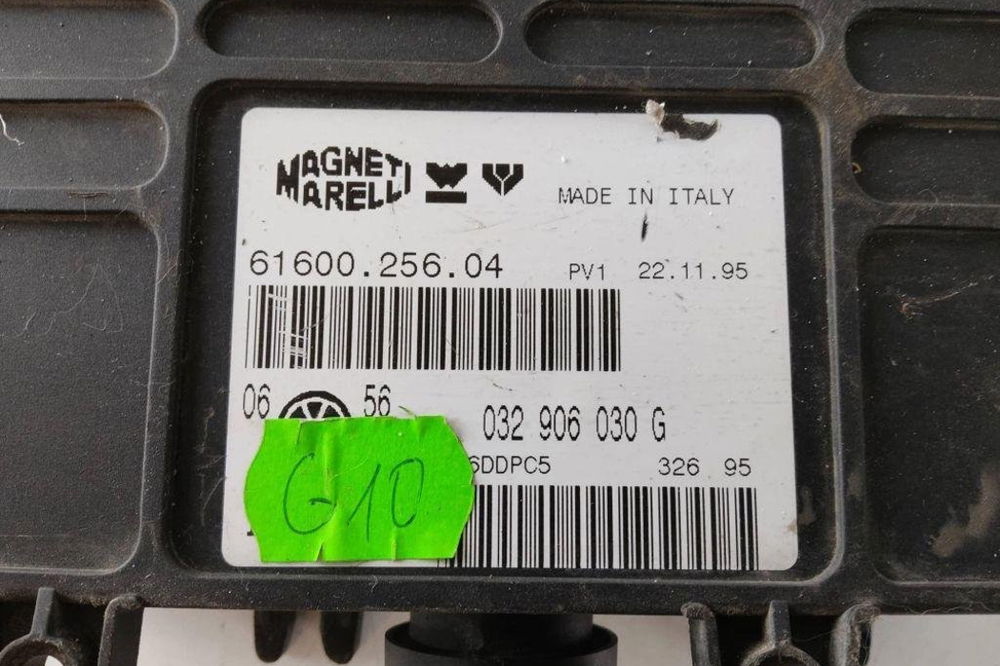 MAGNETI
MARELLI
MADE IN ITALY
61600.256.04 PV1 22.11.95
06 56
032 906 030 G
6DDPC5 326 95
G10